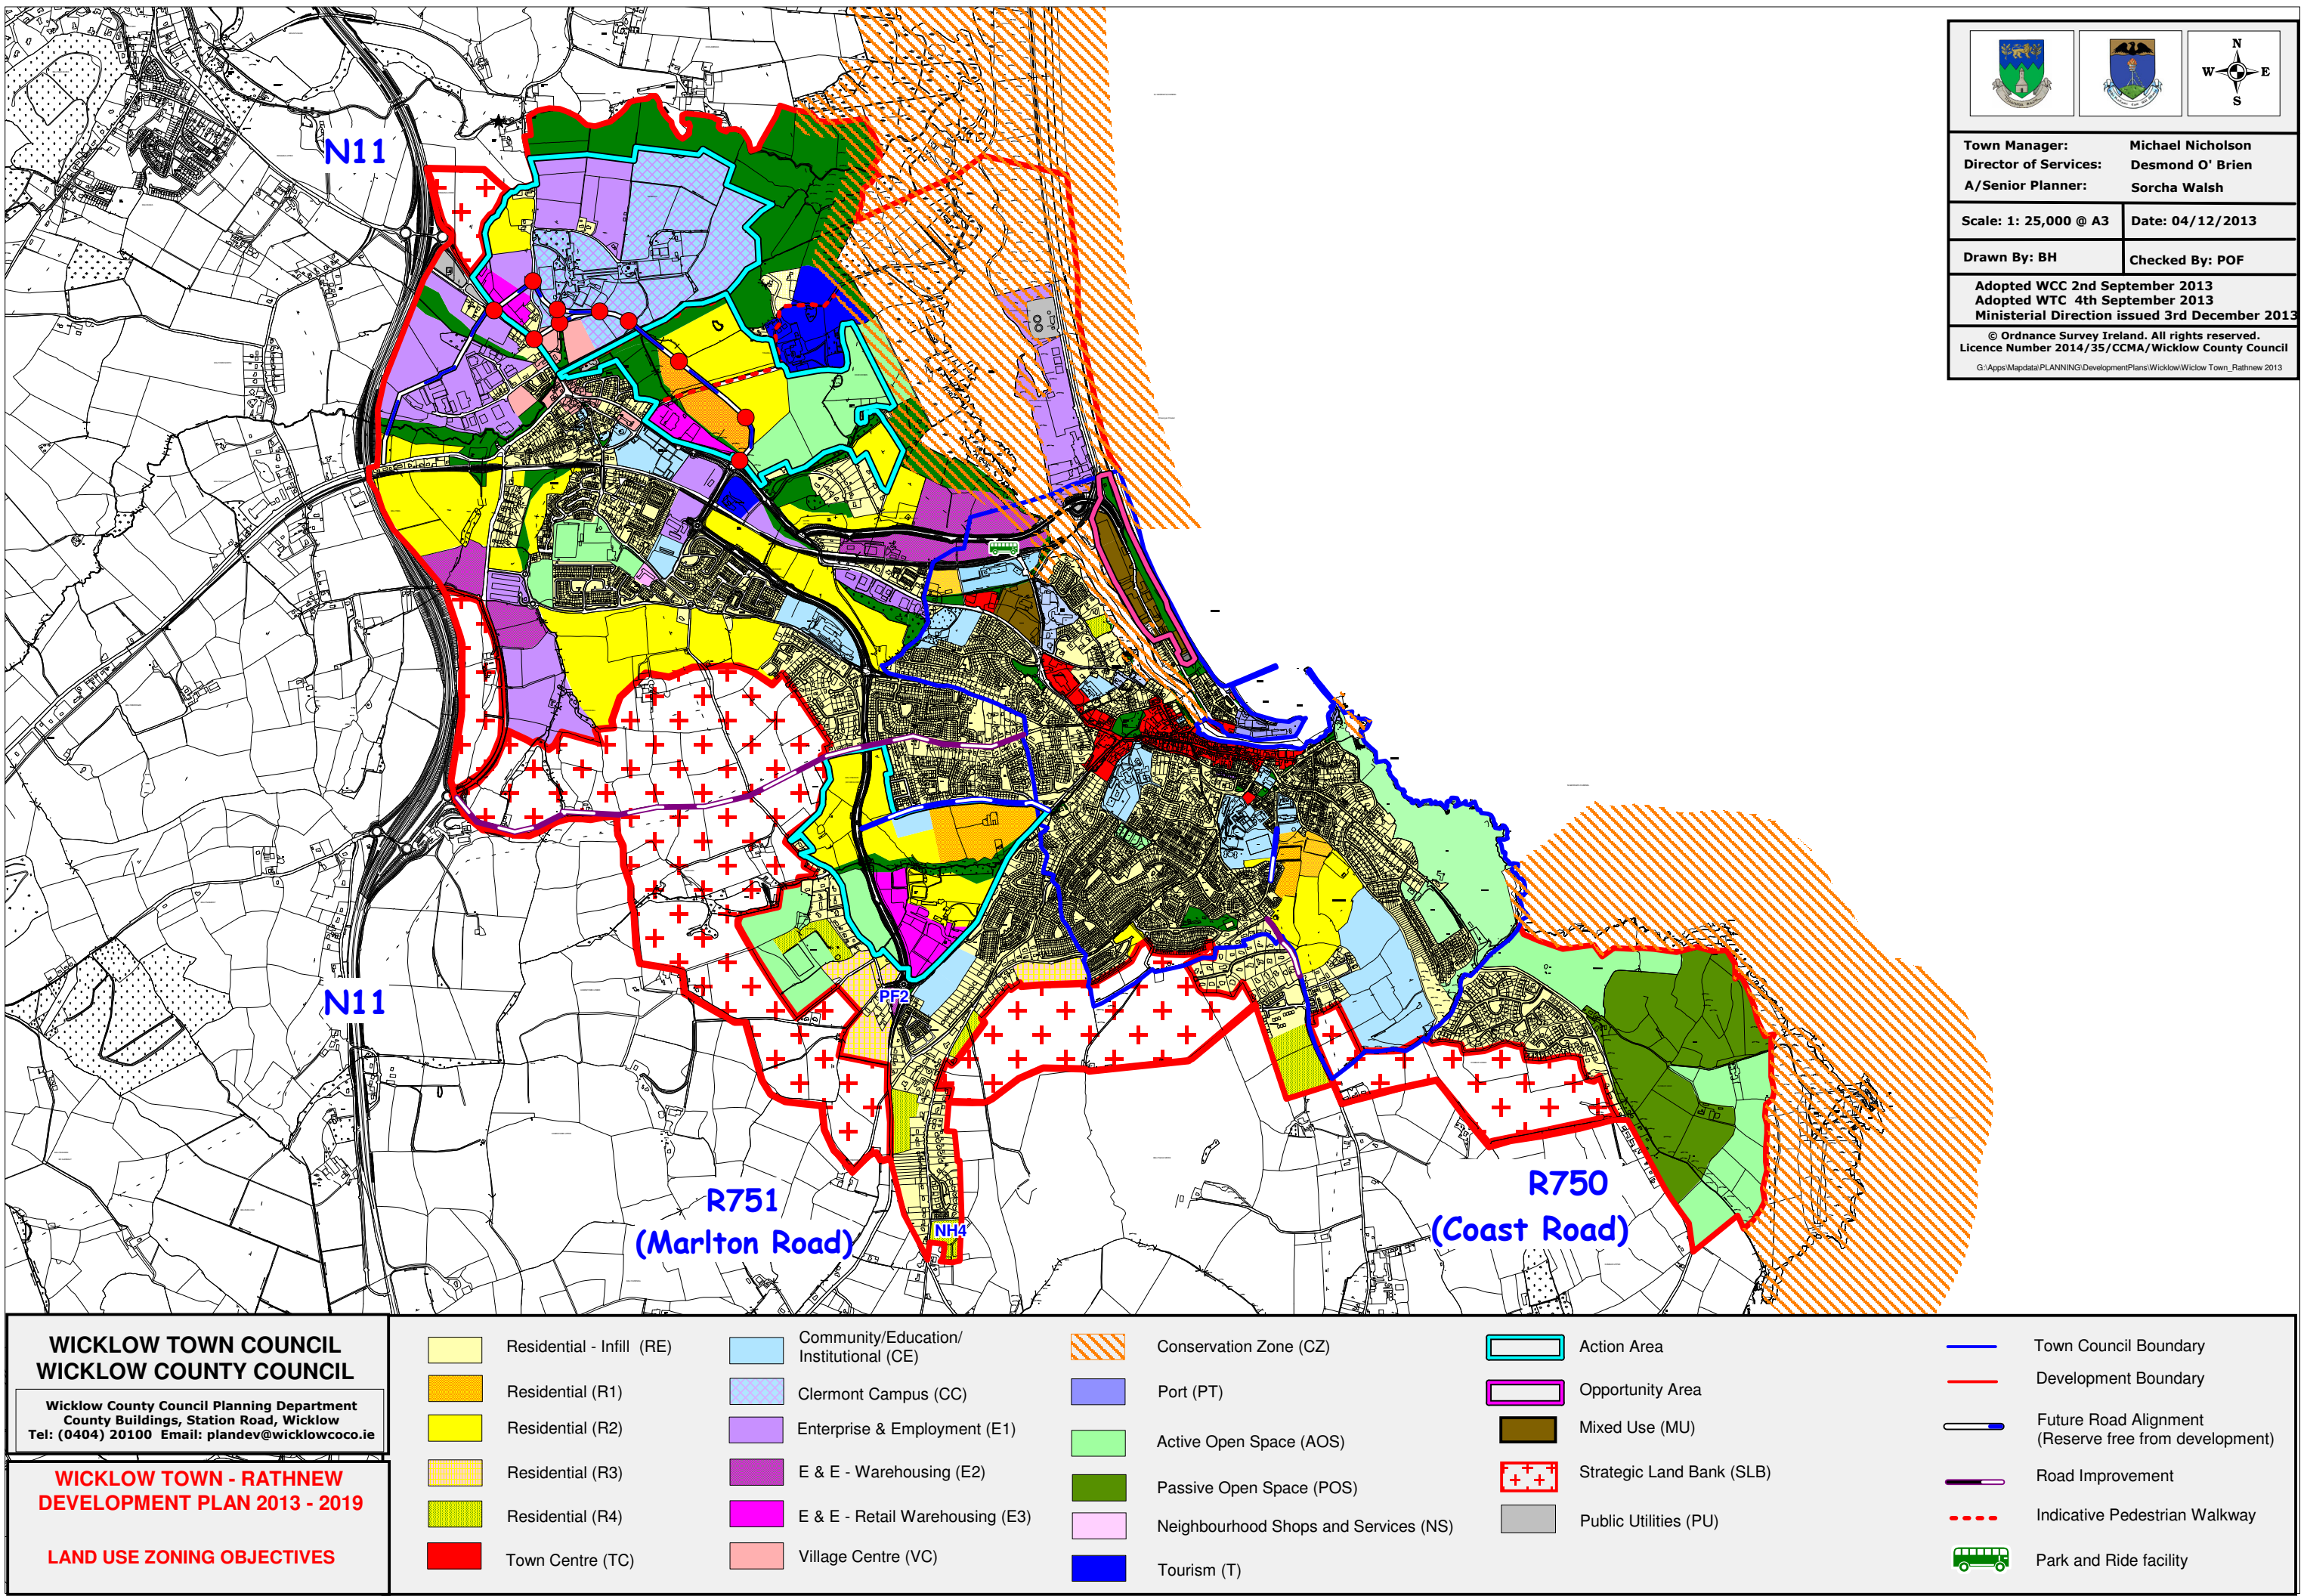 N11
N11
PF2
NH4
R751
(Marlton Road)
R750
(Coast Road)
N
W E
S
Town Manager: Michael Nicholson
Director of Services: Desmond O' Brien
A/Senior Planner: Sorcha Walsh
Scale: 1: 25,000 @ A3 Date: 04/12/2013
Drawn By: BH Checked By: POF
Adopted WCC 2nd September 2013
Adopted WTC 4th September 2013
Ministerial Direction issued 3rd December 2013
© Ordnance Survey Ireland. All rights reserved.
Licence Number 2014/35/CCMA/Wicklow County Council
G:\Apps\Mapdata\PLANNING\DevelopmentPlans\Wicklow\Wiclow Town_Rathnew 2013
WICKLOW TOWN COUNCIL
WICKLOW COUNTY COUNCIL
Wicklow County Council Planning Department
County Buildings, Station Road, Wicklow
Tel: (0404) 20100 Email: plandev@wicklowcoco.ie
WICKLOW TOWN - RATHNEW
DEVELOPMENT PLAN 2013 - 2019
LAND USE ZONING OBJECTIVES
Residential - Infill (RE)
Residential (R1)
Residential (R2)
Residential (R3)
Residential (R4)
Town Centre (TC)
Community/Education/
Institutional (CE)
Clermont Campus (CC)
Enterprise & Employment (E1)
E & E - Warehousing (E2)
E & E - Retail Warehousing (E3)
Village Centre (VC)
Conservation Zone (CZ)
Port (PT)
Active Open Space (AOS)
Passive Open Space (POS)
Neighbourhood Shops and Services (NS)
Tourism (T)
Action Area
Opportunity Area
Mixed Use (MU)
Strategic Land Bank (SLB)
Public Utilities (PU)
Town Council Boundary
Development Boundary
Future Road Alignment
(Reserve free from development)
Road Improvement
Indicative Pedestrian Walkway
Park and Ride facility